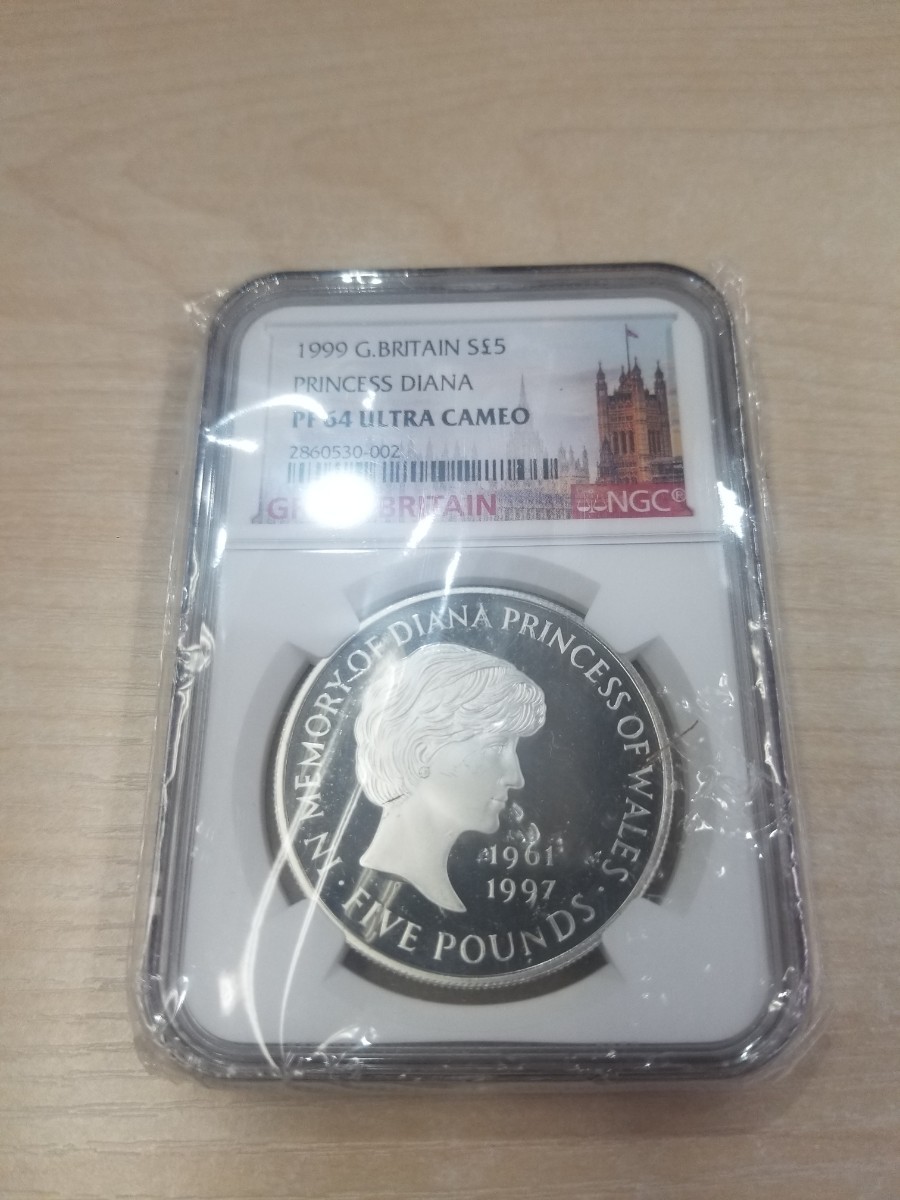 1999 G.BRITAIN S£5
PRINCESS DIANA
PF 64 ULTRA CAMEO
2860530-002
BRITAIN
NGC®
IN MEMORY OF DIANA PRINCESS OF WALES
1961
1997
· FIVE POUNDS ·